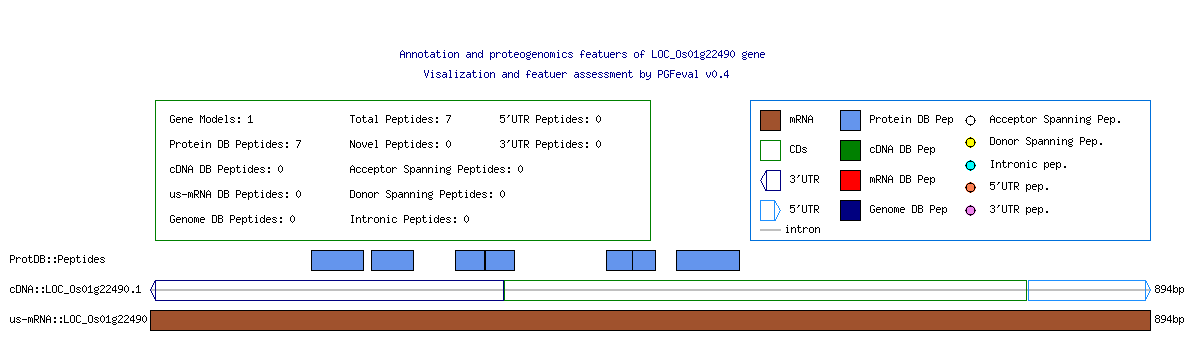 Annotation and proteogenomics featuers of LOC_Os01g22490 gene
Visalization and featuer assessment by PGFeval v0.4
Gene Models: 1 Total Peptides: 7 5'UTR Peptides: 0
Protein DB Peptides: 7 Novel Peptides: 0 3'UTR Peptides: 0
cDNA DB Peptides: 0 Acceptor Spanning Peptides: 0
us-mRNA DB Peptides: 0 Donor Spanning Peptides: 0
Genome DB Peptides: 0 Intronic Peptides: 0
mRNA Protein DB Pep Acceptor Spanning Pep.
CDs cDNA DB Pep Donor Spanning Pep.
3'UTR mRNA DB Pep Intronic pep.
5'UTR Genome DB Pep 5'UTR pep.
intron 3'UTR pep.
ProtDB::Peptides
cDNA::LOC_Os01g22490.1 894bp
us-mRNA::LOC_Os01g22490 894bp